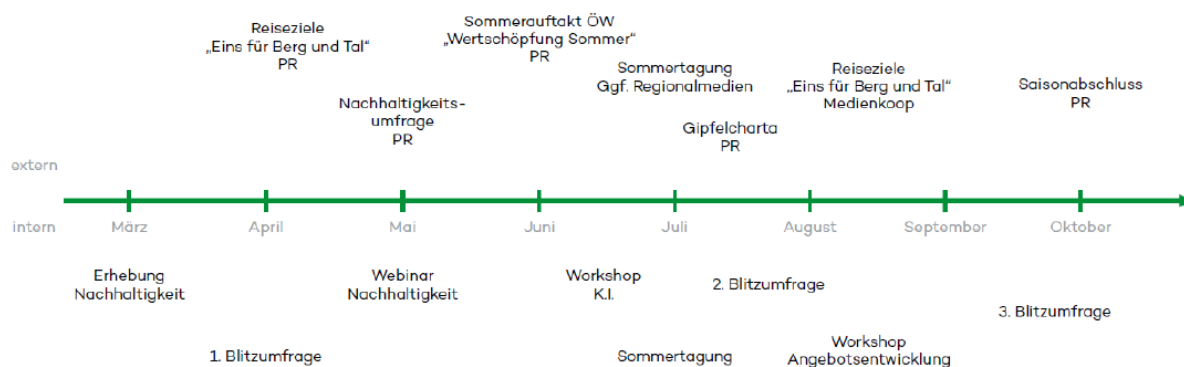 Reiseziele
„Eins für Berg und Tal“
PR
Nachhaltigkeits-
umfrage
PR
Sommerauftakt ÖW
„Wertschöpfung Sommer“
PR
Sommertagung
Ggf. Regionalmedien
Gipfelcharta
PR
Reiseziele
„Eins für Berg und Tal“
Medienkoop
Saisonabschluss
PR
extern
intern
März
April
Mai
Juni
Juli
August
September
Oktober
Erhebung
Nachhaltigkeit
1. Blitzumfrage
Webinar
Nachhaltigkeit
Workshop
K.I.
Sommertagung
2. Blitzumfrage
Workshop
Angebotsentwicklung
3. Blitzumfrage